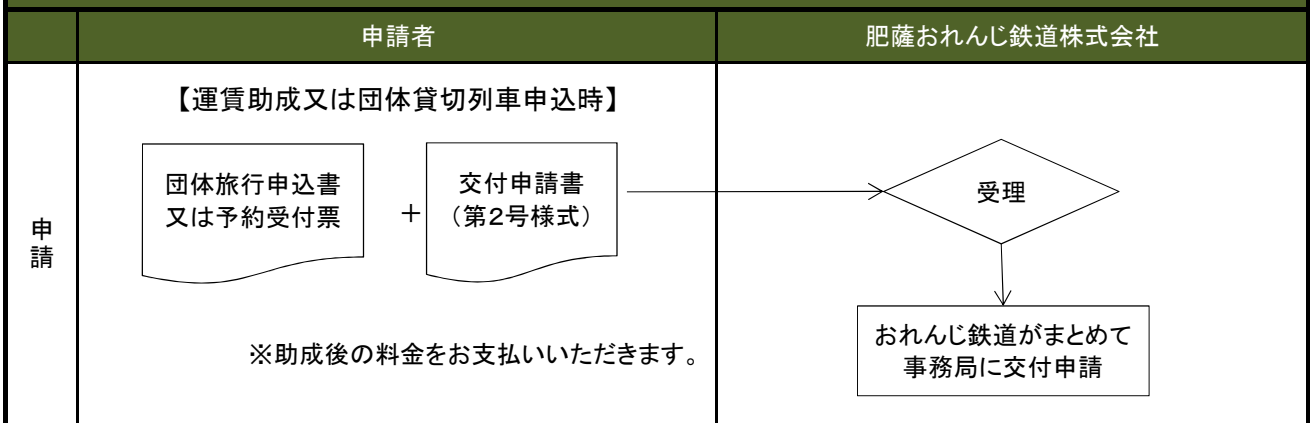 申請者
肥薩おれんじ鉄道株式会社
申請
【運賃助成又は団体貸切列車申込時】
団体旅行申込書
又は予約受付票
+
交付申請書
（第2号様式）
受理
おれんじ鉄道がまとめて
事務局に交付申請
※助成後の料金をお支払いいただきます。